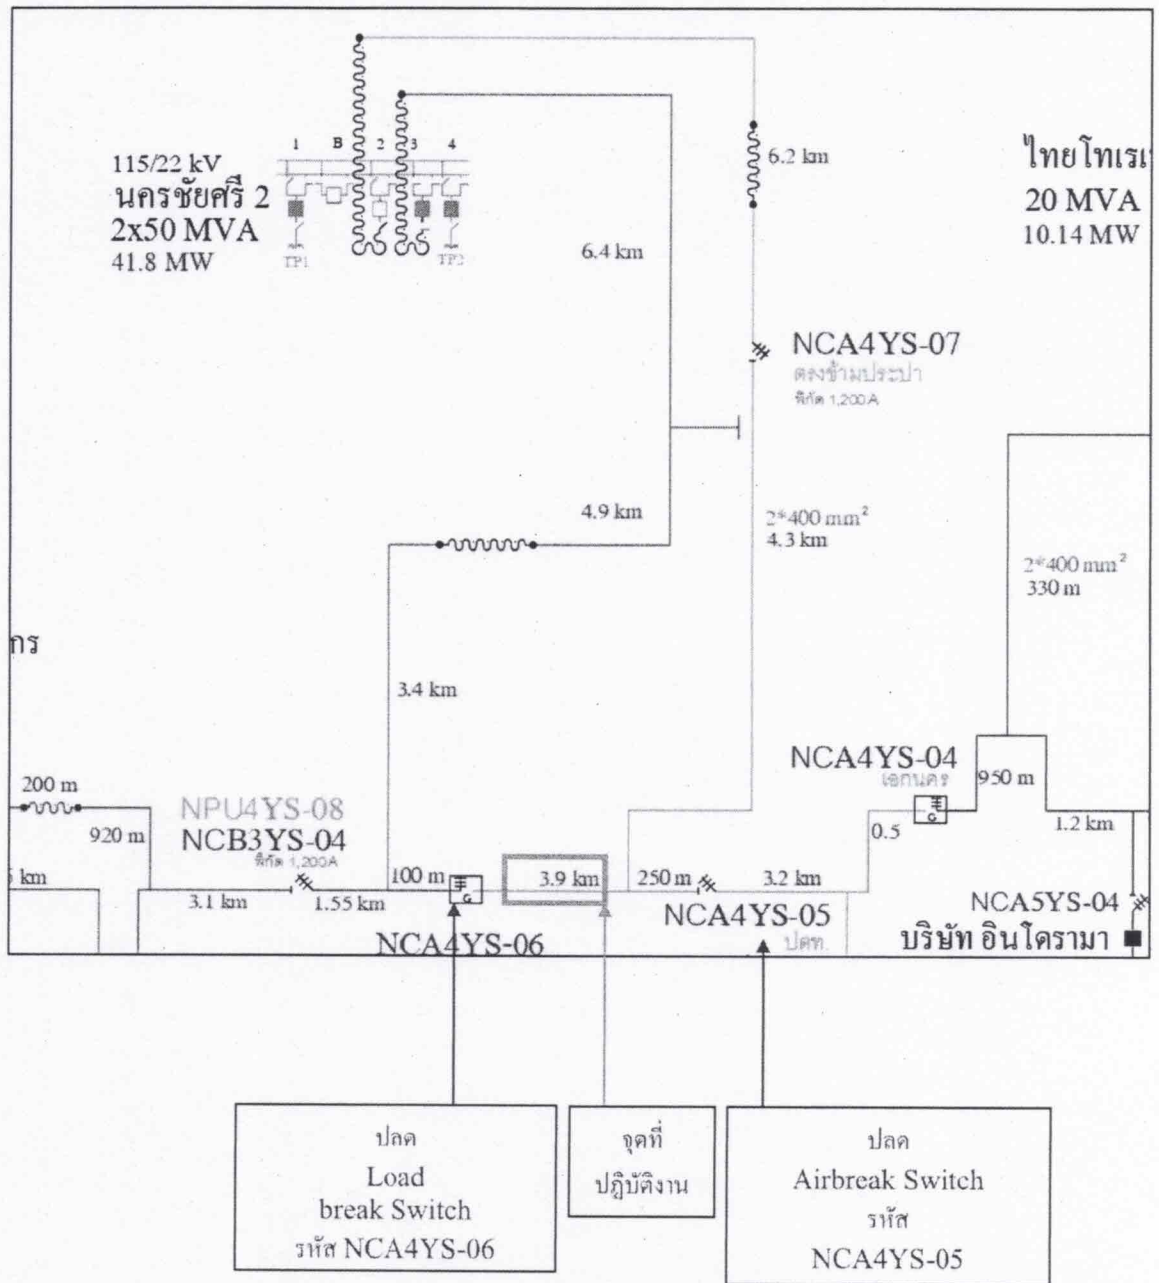 1 B 2 3 4
115/22 kV
นครชัยศรี 2
2x50 MVA
41.8 MW
TP1
TP2
6.2 km
6.4 km
ไทยโทเร
20 MVA
10.14 MW
NCA4YS-07
ตรงข้ามประปา
พิกัด 1,200A
4.9 km
2*400 mm²
4.3 km
2*400 mm²
330 m
กร
3.4 km
NCA4YS-04
เอกนคร
950 m
200 m
NPU4YS-08
NCB3YS-04
พิกัด 1,200A
920 m
G
0.5
1.2 km
km
3.1 km
1.55 km
100 m
G
3.9 km
250 m
3.2 km
NCA4YS-05
ปตท.
NCA4YS-06
NCA5YS-04
บริษัท อินโดรามา
ปลด
Load
break Switch
รหัส NCA4YS-06
จุดที่
ปฏิบัติงาน
ปลด
Airbreak Switch
รหัส
NCA4YS-05